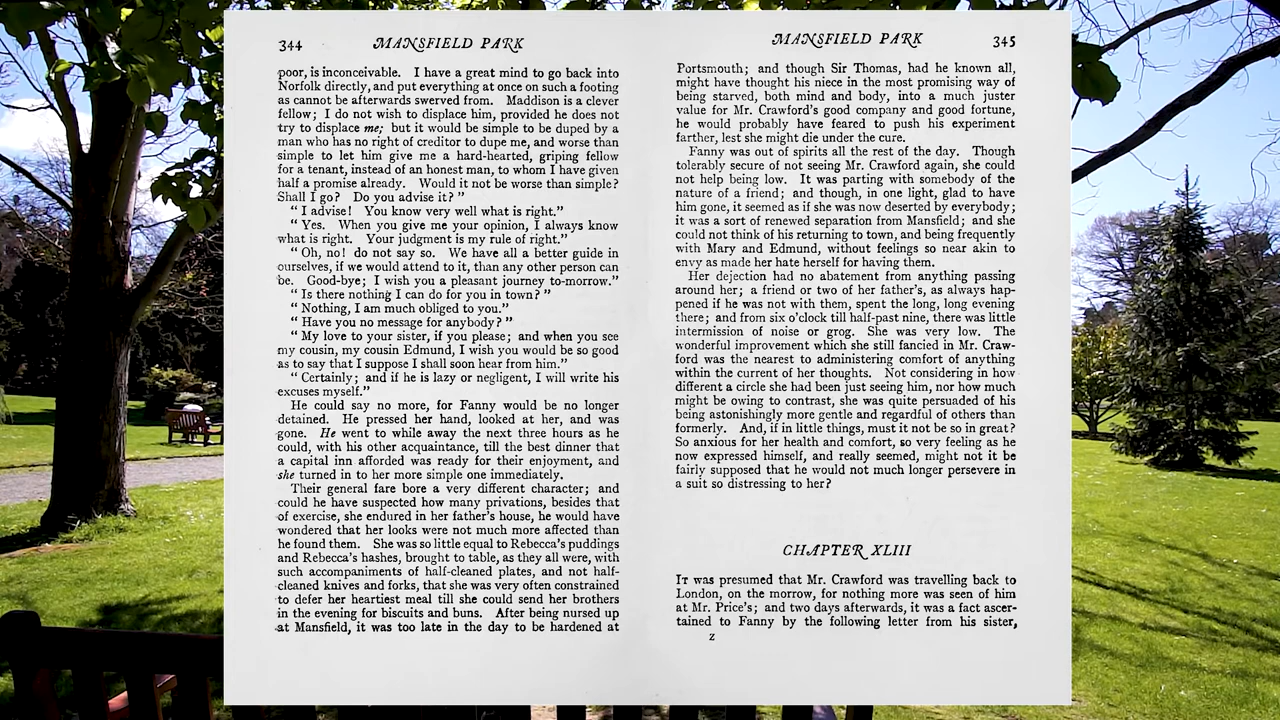 344
MANSFIELD PARK
poor, is inconceivable. I have a great mind to go back into
Norfolk directly, and put everything at once on such a footing
as cannot be afterwards swerved from. Maddison is a clever
fellow; I do not wish to displace him, provided he does not
try to displace me; but it would be simple to be duped by a
man who has no right of creditor to dupe me, and worse than
simple to let him give me a hard-hearted, griping fellow
for a tenant, instead of an honest man, to whom I have given
half a promise already. Would it not be worse than simple?
Shall I go? Do you advise it?"
"I advise! You know very well what is right."
"Yes. When you give me your opinion, I always know
what is right. Your judgment is my rule of right."
"Oh, no! do not say so. We have all a better guide in
ourselves, if we would attend to it, than any other person can
be. Good-bye; I wish you a pleasant journey to-morrow."
"Is there nothing I can do for you in town?"
"Nothing, I am much obliged to you."
"Have you no message for anybody?"
"My love to your sister, if you please; and when you see
my cousin, my cousin Edmund, I wish you would be so good
as to say that I suppose I shall soon hear from him."
"Certainly; and if he is lazy or negligent, I will write his
excuses myself."
He could say no more, for Fanny would be no longer
detained. He pressed her hand, looked at her, and was
gone. He went to while away the next three hours as he
could, with his other acquaintance, till the best dinner that
a capital inn afforded was ready for their enjoyment, and
she turned in to her more simple one immediately.
Their general fare bore a very different character; and
could he have suspected how many privations, besides that
of exercise, she endured in her father's house, he would have
wondered that her looks were not much more affected than
he found them. She was so little equal to Rebecca's puddings
and Rebecca's hashes, brought to table, as they all were, with
such accompaniments of half-cleaned plates, and not half-
cleaned knives and forks, that she was very often constrained
to defer her heartiest meal till she could send her brothers
in the evening for biscuits and buns. After being nursed up
at Mansfield, it was too late in the day to be hardened at
MANSFIELD PARK
345
Portsmouth; and though Sir Thomas, had he known all,
might have thought his niece in the most promising way of
being starved, both mind and body, into a much juster
value for Mr. Crawford's good company and good fortune,
he would probably have feared to push his experiment
farther, lest she might die under the cure.
Fanny was out of spirits all the rest of the day. Though
tolerably secure of not seeing Mr. Crawford again, she could
not help being low. It was parting with somebody of the
nature of a friend; and though, in one light, glad to have
him gone, it seemed as if she was now deserted by everybody;
it was a sort of renewed separation from Mansfield; and she
could not think of his returning to town, and being frequently
with Mary and Edmund, without feelings so near akin to
envy as made her hate herself for having them.
Her dejection had no abatement from anything passing
around her; a friend or two of her father's, as always hap-
pened if he was not with them, spent the long, long evening
there; and from six o'clock till half-past nine, there was little
intermission of noise or grog. She was very low. The
wonderful improvement which she still fancied in Mr. Craw-
ford was the nearest to administering comfort of anything
within the current of her thoughts. Not considering in how
different a circle she had been just seeing him, nor how much
might be owing to contrast, she was quite persuaded of his
being astonishingly more gentle and regardful of others than
formerly. And, if in little things, must it not be so in great?
So anxious for her health and comfort, so very feeling as he
now expressed himself, and really seemed, might not it be
fairly supposed that he would not much longer persevere in
a suit so distressing to her?
CHAPTER XLIII
IT was presumed that Mr. Crawford was travelling back to
London, on the morrow, for nothing more was seen of him
at Mr. Price's; and two days afterwards, it was a fact ascer-
tained to Fanny by the following letter from his sister,
Z